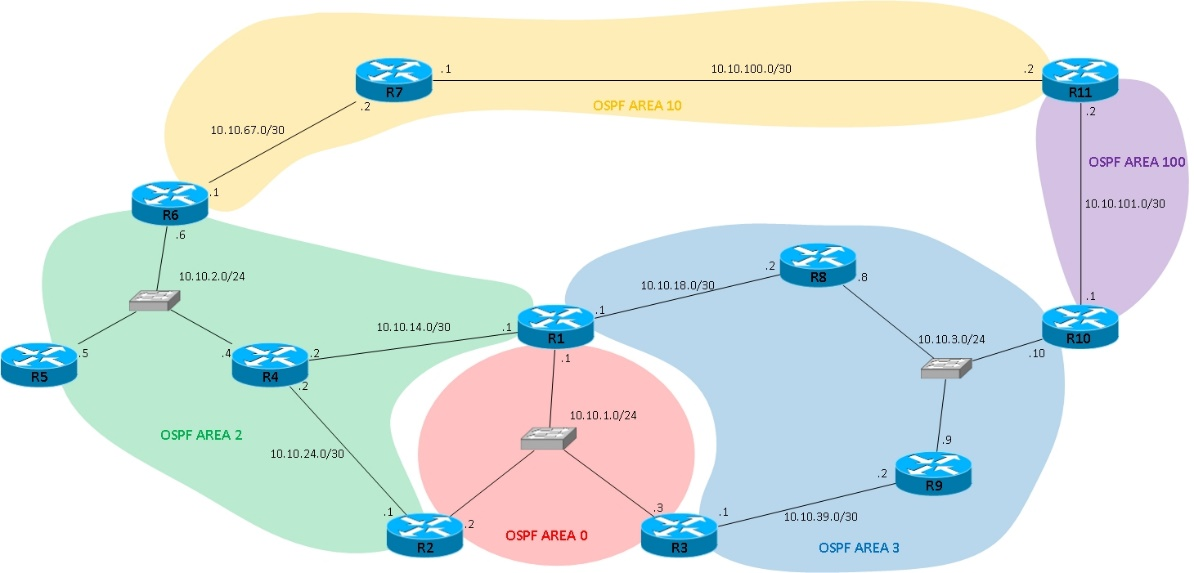 .1
10.10.100.0/30
.2
R7
R11
OSPF AREA 10
.2
.2
10.10.67.0/30
OSPF AREA 100
.1
R6
10.10.101.0/30
.6
10.10.2.0/24
.2
R8
.8
10.10.18.0/30
.1
.1
10.10.14.0/30
.1
R1
R10
10.10.3.0/24
.10
.5
.4
.2
R5
R4
.2
.1
10.10.1.0/24
OSPF AREA 2
10.10.24.0/30
.9
.2
R9
.1
.2
.3
.1
10.10.39.0/30
R2
OSPF AREA 0
R3
OSPF AREA 3